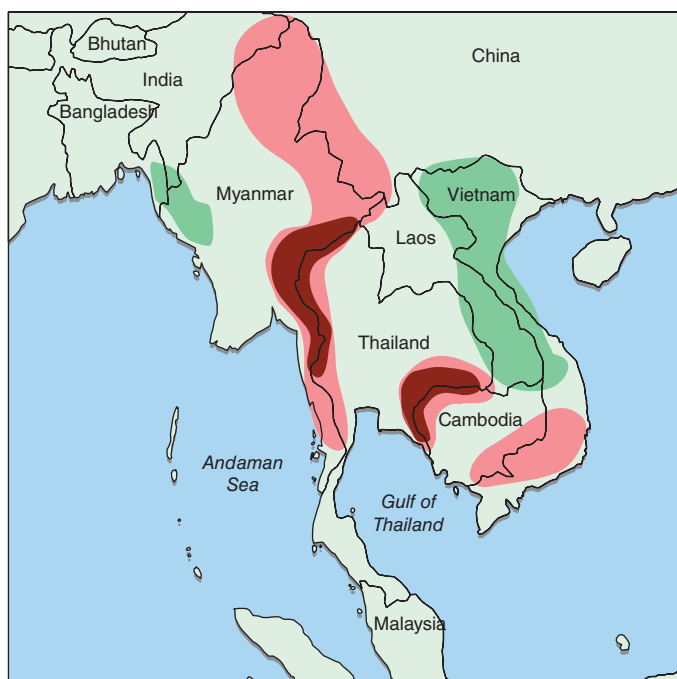 Bhutan
China
India
Bangladesh
Myanmar
Vietnam
Laos
Thailand
Cambodia
Andaman
Sea
Gulf of
Thailand
Malaysia